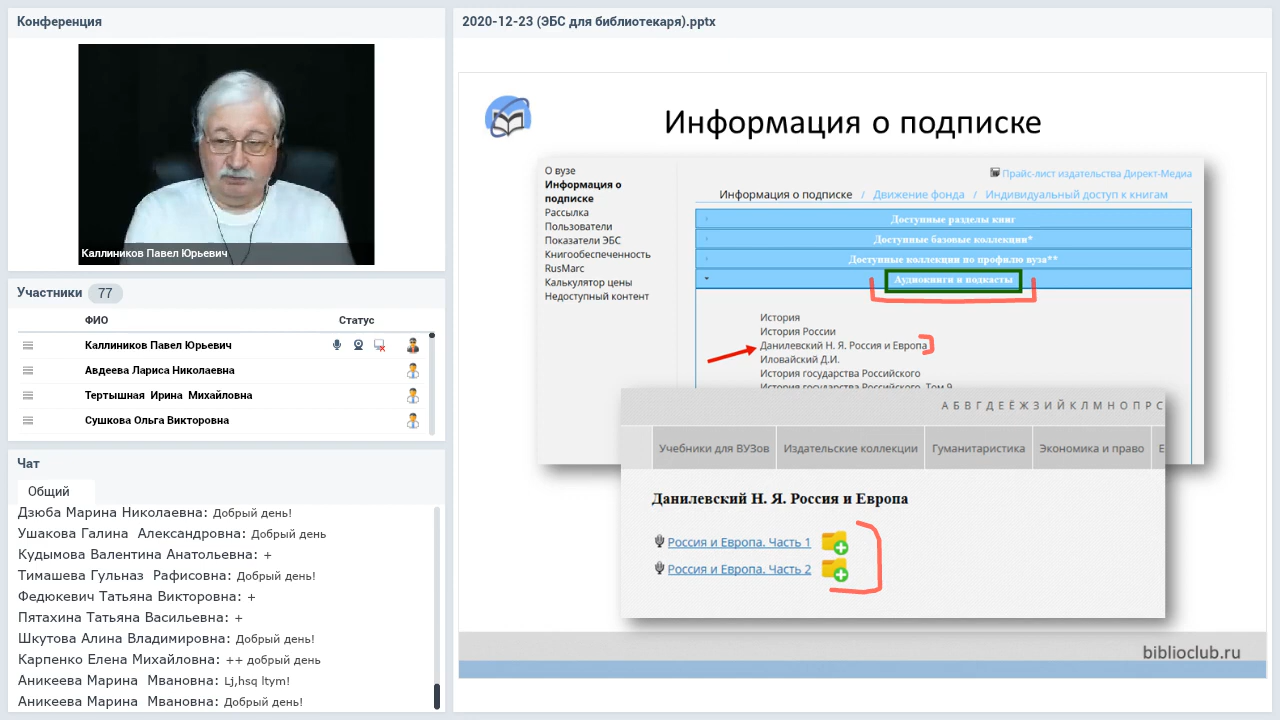 Конференция
Каллиников Павел Юрьевич
Участники 77
ФИО Статус
Каллиников Павел Юрьевич
Авдеева Лариса Николаевна
Тертышная Ирина Михайловна
Сушкова Ольга Викторовна
Чат
Общий
Дзюба Марина Николаевна: Добрый день!
Ушакова Галина Александровна: Добрый день
Кудымова Валентина Анатольевна: +
Тимашева Гульназ Рафисовна: Добрый день!
Федюкевич Татьяна Викторовна: +
Пятахина Татьяна Васильевна: +
Шкутова Алина Владимировна: Добрый день!
Карпенко Елена Михайловна: ++ добрый день
Аникеева Марина Мвановна: Lj,hsq ltym!
Аникеева Марина Мвановна: Добрый день!
2020-12-23 (ЭБС для библиотекаря).pptx
Информация о подписке
О вузе
Информация о
подписке
Рассылка
Пользователи
Показатели ЭБС
Книгообеспеченность
RusMarc
Калькулятор цены
Недоступный контент
Прайс-лист издательства Директ-Медиа
Информация о подписке / Движение фонда / Индивидуальный доступ к книгам
Доступные разделы книг
Доступные базовые коллекции*
Доступные коллекции по профилю вуза**
Аудиокниги и подкасты
История
История России
Данилевский Н. Я. Россия и Европа
Иловайский Д.И.
История государства Российского
История государства Российского. Том 9
А Б В Г Д Е Ё Ж З И Й К Л М Н О П Р С
Учебники для ВУЗов Издательские коллекции Гуманитаристика Экономика и право Е
Данилевский Н. Я. Россия и Европа
Россия и Европа. Часть 1
Россия и Европа. Часть 2
biblioclub.ru